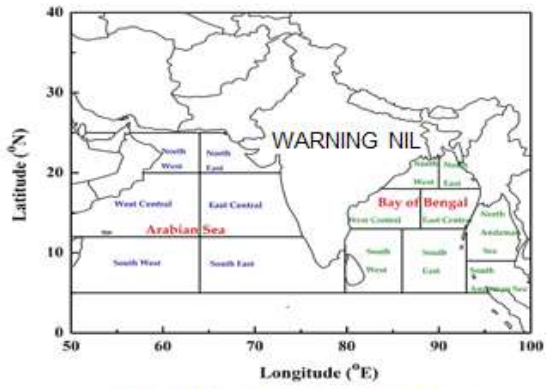 40
30
20
10
0
Latitude (°N)
WARNING NIL
North
West
North
East
West Central
East Central
Arabian Sea
South West
South East
North
West
North
East
Bay of Bengal
West Central
East Central
South
West
South
East
North
Andaman
Sea
South
Andaman Sea
50
60
70
80
90
100
Longitude (°E)